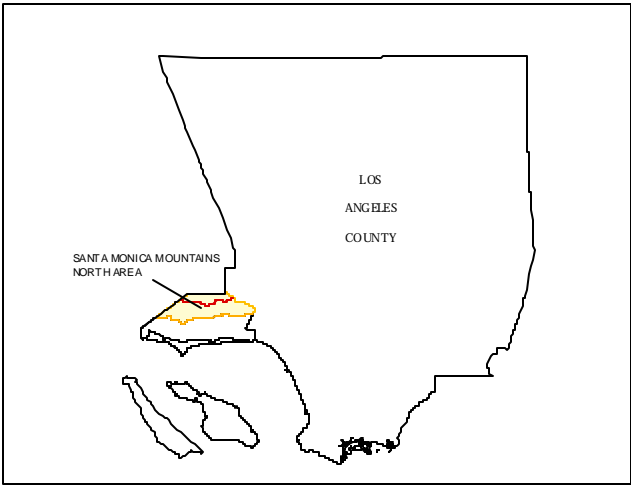 LOS
ANGELES
COUNTY
SANTA MONICA MOUNTAINS
NORTH AREA